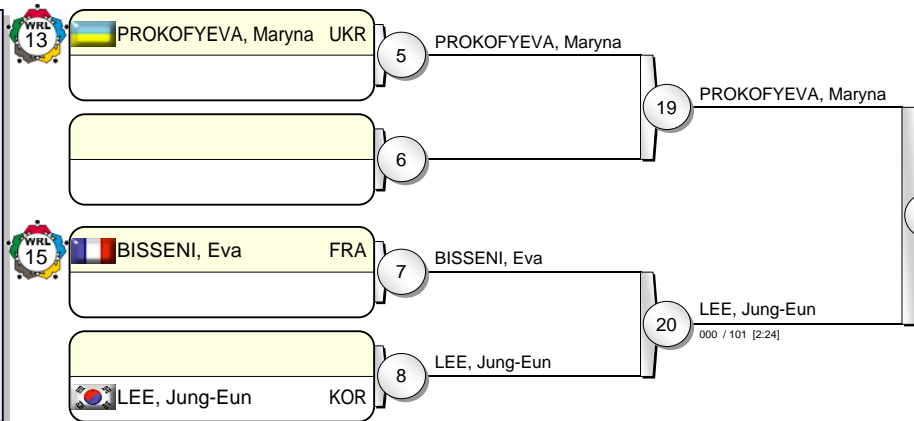 WRL
13
PROKOFYEVA, Maryna UKR
5
PROKOFYEVA, Maryna
19
PROKOFYEVA, Maryna
6
WRL
15
BISSENI, Eva FRA
7
BISSENI, Eva
20
LEE, Jung-Eun
000 / 101 [2:24]
8
LEE, Jung-Eun
LEE, Jung-Eun KOR